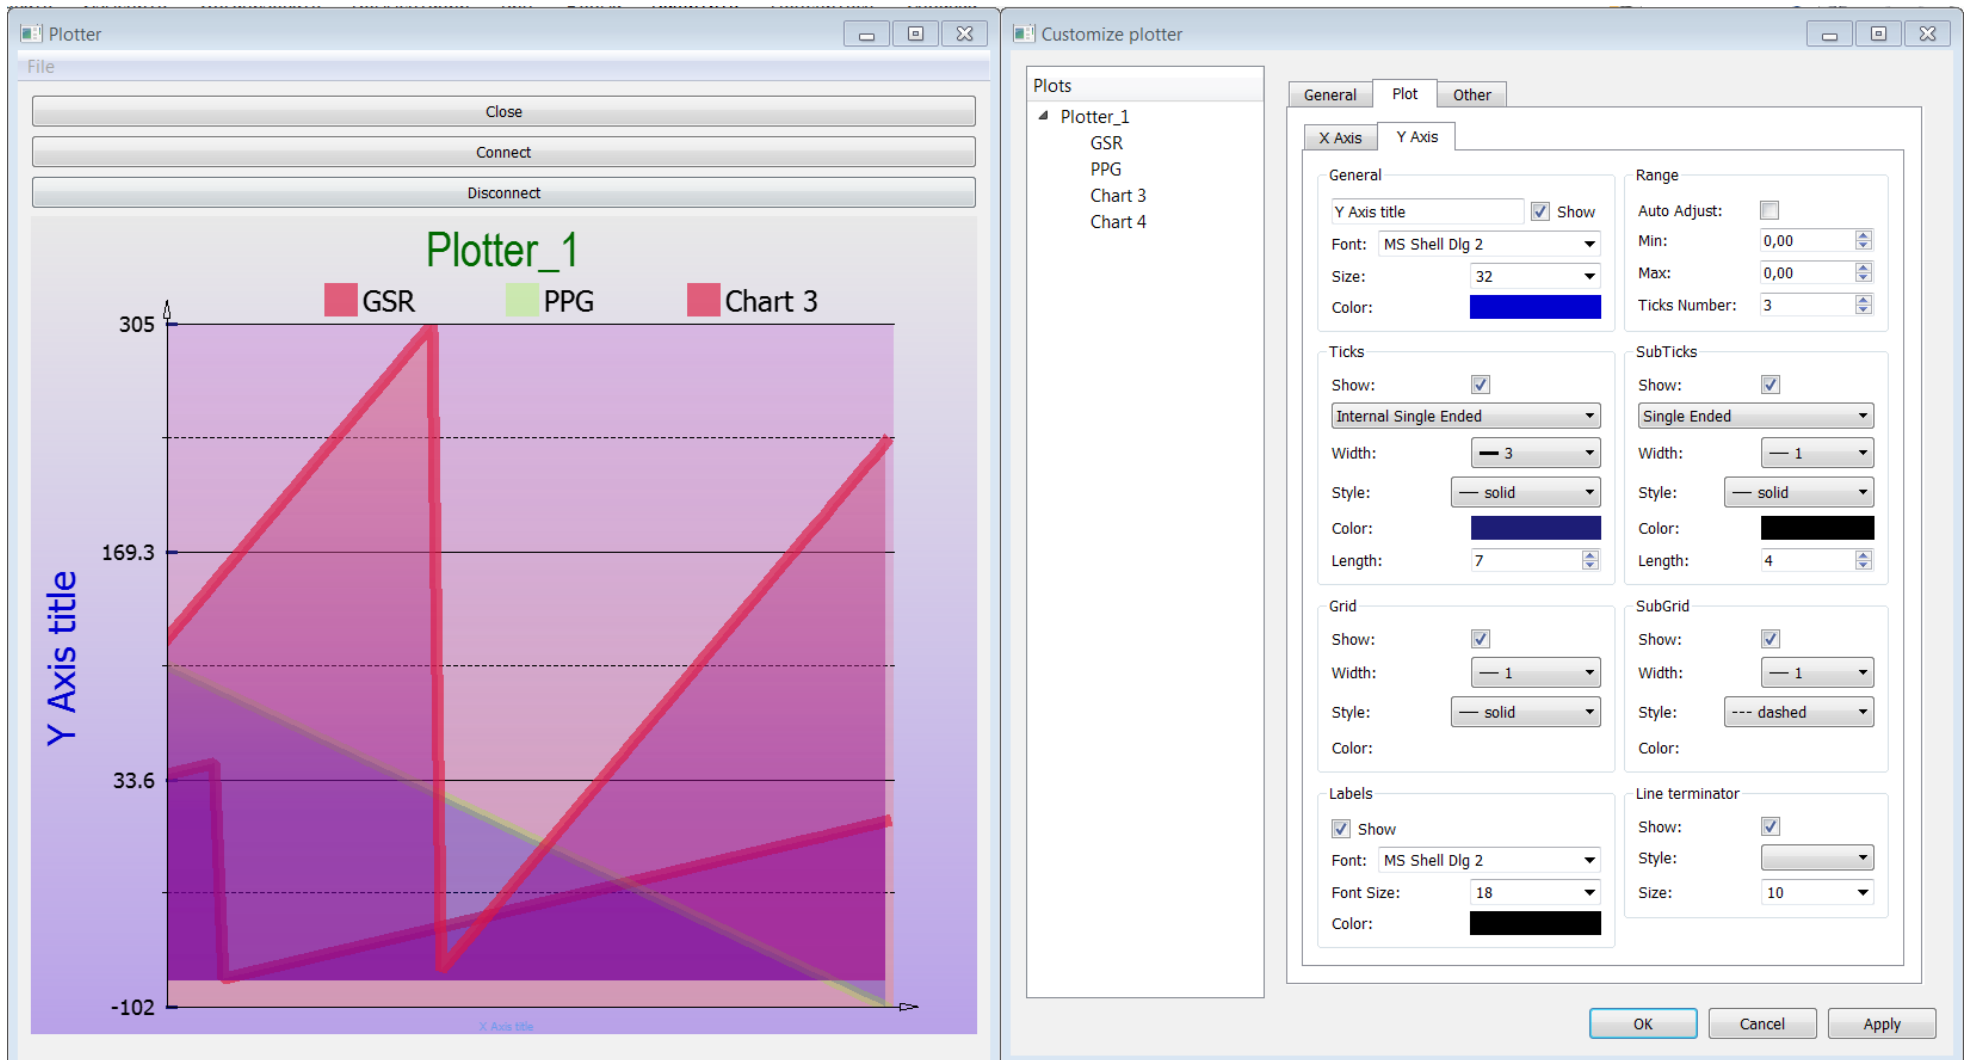 Plotter
File
Close
Connect
Disconnect
Plotter_1
GSR PPG Chart 3
305
169.3
33.6
-102
Y Axis title
X Axis title
Customize plotter
Plots
Plotter_1
GSR
PPG
Chart 3
Chart 4
General Plot Other
X Axis Y Axis
General
Y Axis title Show
Font: MS Shell Dlg 2
Size: 32
Color:
Range
Auto Adjust:
Min: 0,00
Max: 0,00
Ticks Number: 3
Ticks
Show:
Internal Single Ended
Width: 3
Style: solid
Color:
Length: 7
SubTicks
Show:
Single Ended
Width: 1
Style: solid
Color:
Length: 4
Grid
Show:
Width: 1
Style: solid
Color:
SubGrid
Show:
Width: 1
Style: --- dashed
Color:
Labels
Show
Font: MS Shell Dlg 2
Font Size: 18
Color:
Line terminator
Show:
Style:
Size: 10
OK Cancel Apply